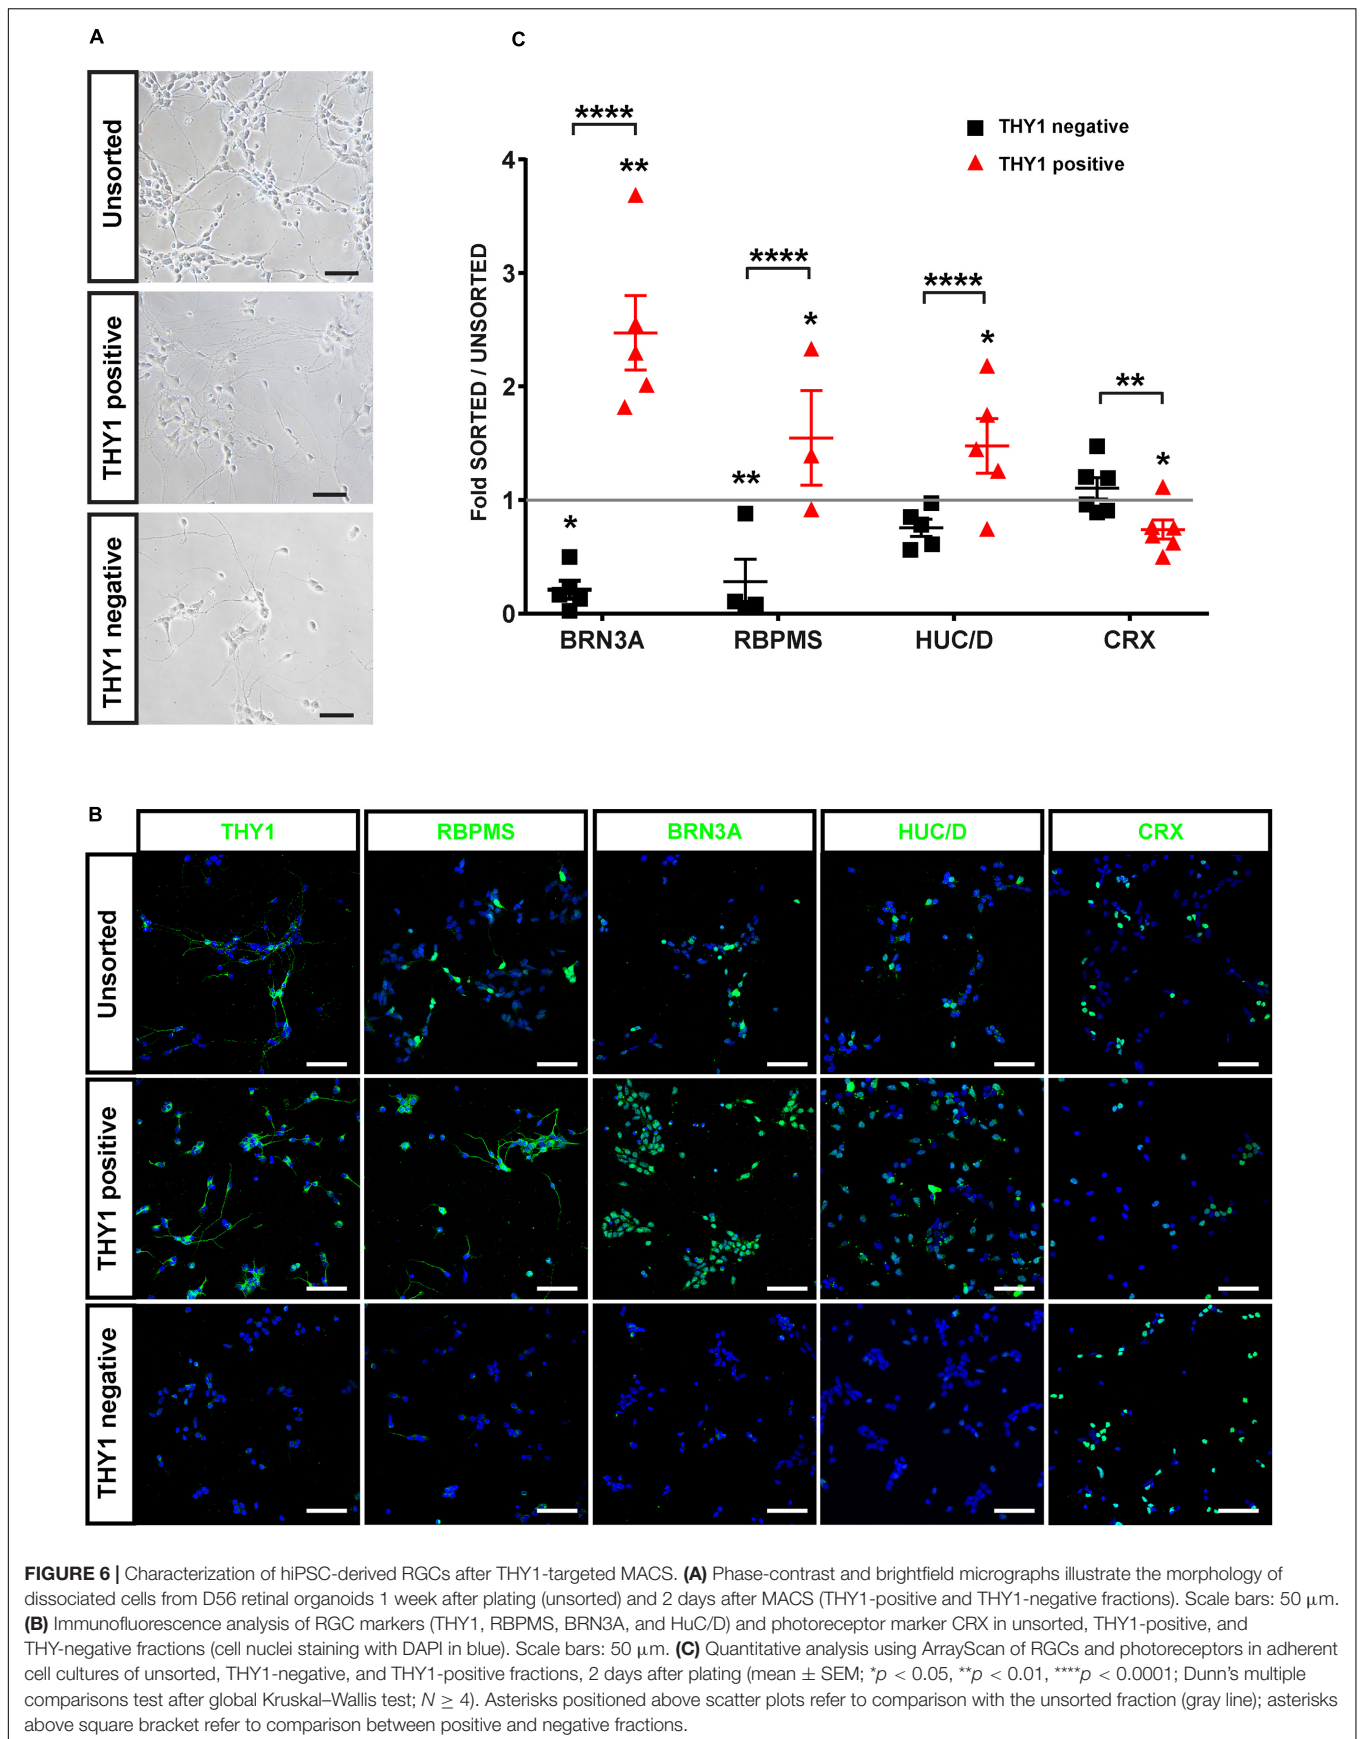 A
Unsorted
THY1 positive
THY1 negative
C
****
**
****
*
****
*
**
*
*
**
THY1 negative
THY1 positive
Fold SORTED / UNSORTED
4
3
2
1
0
BRN3A RBPMS HUC/D CRX
B
THY1 RBPMS BRN3A HUC/D CRX
Unsorted
THY1 positive
THY1 negative
FIGURE 6 | Characterization of hiPSC-derived RGCs after THY1-targeted MACS. (A) Phase-contrast and brightfield micrographs illustrate the morphology of
dissociated cells from D56 retinal organoids 1 week after plating (unsorted) and 2 days after MACS (THY1-positive and THY1-negative fractions). Scale bars: 50 μm.
(B) Immunofluorescence analysis of RGC markers (THY1, RBPMS, BRN3A, and HuC/D) and photoreceptor marker CRX in unsorted, THY1-positive, and
THY-negative fractions (cell nuclei staining with DAPI in blue). Scale bars: 50 μm. (C) Quantitative analysis using ArrayScan of RGCs and photoreceptors in adherent
cell cultures of unsorted, THY1-negative, and THY1-positive fractions, 2 days after plating (mean ± SEM; *p < 0.05, **p < 0.01, ****p < 0.0001; Dunn's multiple
comparisons test after global Kruskal–Wallis test; N ≥ 4). Asterisks positioned above scatter plots refer to comparison with the unsorted fraction (gray line); asterisks
above square bracket refer to comparison between positive and negative fractions.